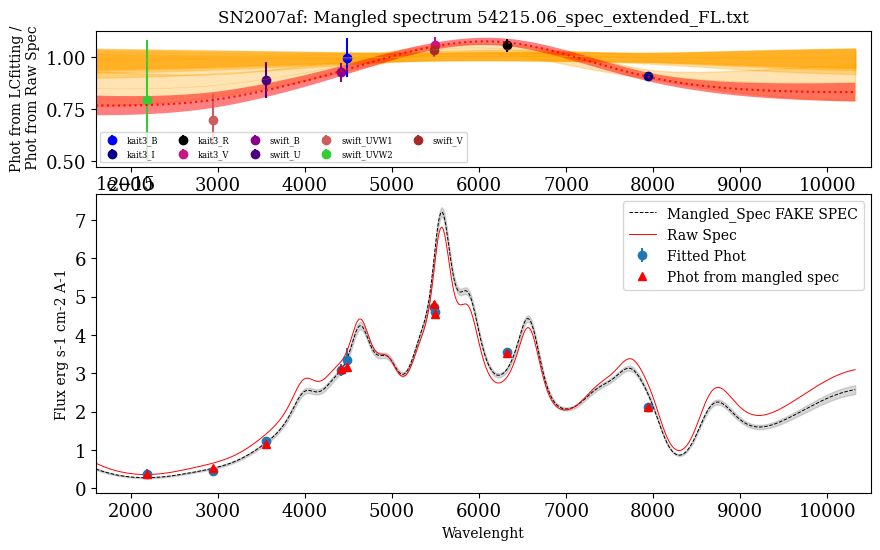 SN2007af: Mangled spectrum 54215.06_spec_extended_FL.txt
Phot from LCfitting /
Phot from Raw Spec
1.00
0.75
0.50
kait3_B kait3_R swift_B swift_UVW1 swift_V
kait3_I kait3_V swift_U swift_UVW2
2000 3000 4000 5000 6000 7000 8000 9000 10000
1e−15
Flux erg s-1 cm-2 A-1
7
6
5
4
3
2
1
0
Mangled_Spec FAKE SPEC
Raw Spec
Fitted Phot
Phot from mangled spec
2000 3000 4000 5000 6000 7000 8000 9000 10000
Wavelenght